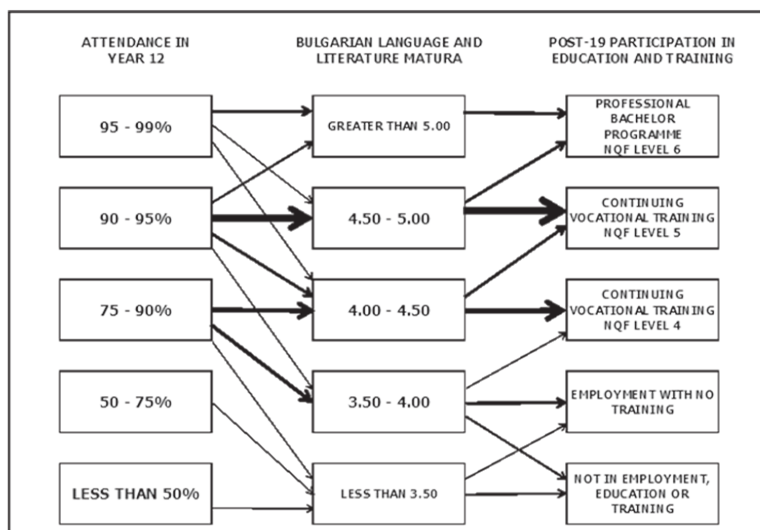 ATTENDANCE IN
YEAR 12
BULGARIAN LANGUAGE AND
LITERATURE MATURA
POST-19 PARTICIPATION IN
EDUCATION AND TRAINING
95 - 99%
GREATER THAN 5.00
PROFESSIONAL
BACHELOR
PROGRAMME
NQF LEVEL 6
90 - 95%
4.50 - 5.00
CONTINUING
VOCATIONAL TRAINING
NQF LEVEL 5
75 - 90%
4.00 - 4.50
CONTINUING
VOCATIONAL TRAINING
NQF LEVEL 4
50 - 75%
3.50 - 4.00
EMPLOYMENT WITH NO
TRAINING
LESS THAN 50%
LESS THAN 3.50
NOT IN EMPLOYMENT,
EDUCATION OR
TRAINING